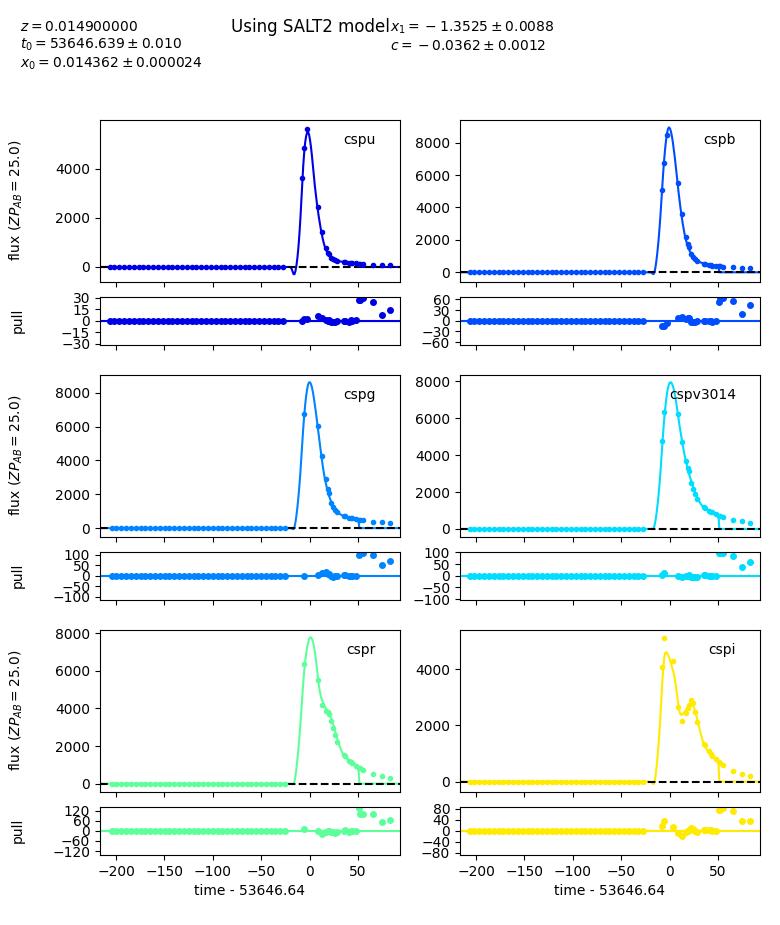 z = 0.014900000
t₀ = 53646.639 ± 0.010
x₀ = 0.014362 ± 0.000024
Using SALT2 model
x₁ = −1.3525 ± 0.0088
c = −0.0362 ± 0.0012
flux (ZP_AB = 25.0)
4000
2000
0
cspu
8000
6000
4000
2000
0
cspb
pull
30
15
0
−15
−30
60
30
0
−30
−60
flux (ZP_AB = 25.0)
8000
6000
4000
2000
0
cspg
8000
6000
4000
2000
0
cspv3014
pull
100
50
0
−50
−100
100
50
0
−50
−100
flux (ZP_AB = 25.0)
8000
6000
4000
2000
0
cspr
4000
2000
0
cspi
pull
120
60
0
−60
−120
80
40
0
−40
−80
−200 −150 −100 −50 0 50
time - 53646.64
−200 −150 −100 −50 0 50
time - 53646.64